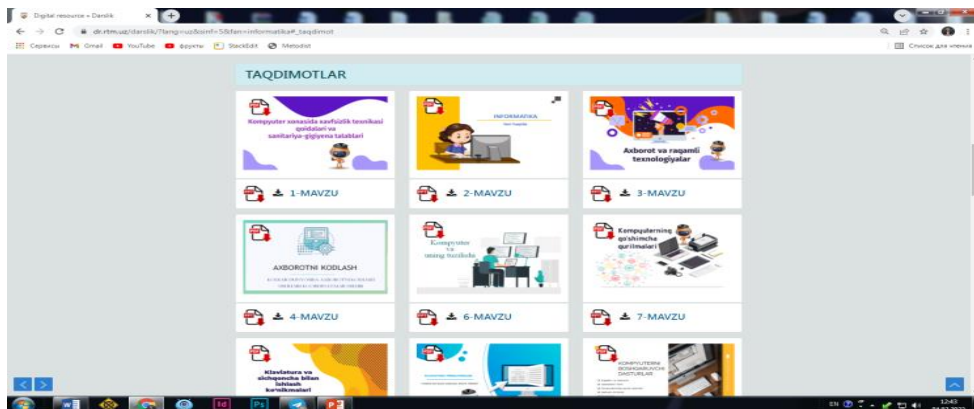 Digital resource » Darslik
dr.rtm.uz/darslik/?lang=uz&sinf=5&fan=informatika#_taqdimot
Сервисы Gmail YouTube фрукты StackEdit Metodist
Список для чтения
TAQDIMOTLAR
Kompyuter xonasida xavfsizlik texnikasi
qoidalari va
sanitariya-gigiyena talablari
INFORMATIKA
Axborot va raqamli
texnologiyalar
1-MAVZU
2-MAVZU
3-MAVZU
AXBOROTNI KODLASH
Kompyuter
va
uning tuzilishi
Kompyuterning
qo'shimcha
qurilmalari
4-MAVZU
6-MAVZU
7-MAVZU
Klaviatura va
sichqoncha bilan
ishlash
ko'nikmalari
KOMPYUTERNI
BOSHQARUVCHI
DASTURLAR
EN
12:43